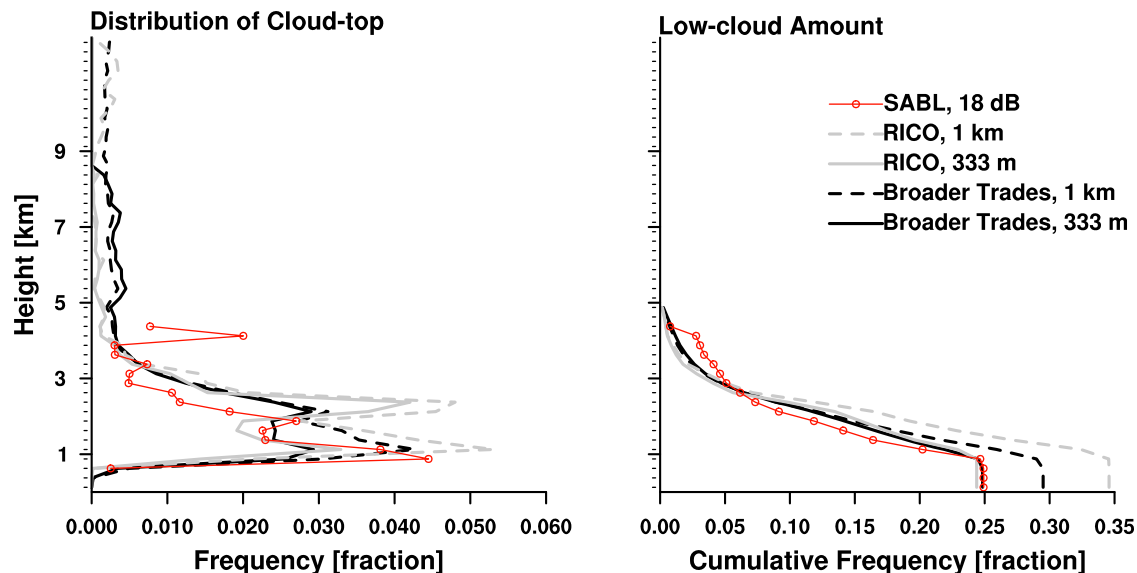 Distribution of Cloud-top
Height [km]
9
7
5
3
1
0.000 0.010 0.020 0.030 0.040 0.050 0.060
Frequency [fraction]
Low-cloud Amount
SABL, 18 dB
RICO, 1 km
RICO, 333 m
Broader Trades, 1 km
Broader Trades, 333 m
0.00 0.05 0.10 0.15 0.20 0.25 0.30 0.35
Cumulative Frequency [fraction]